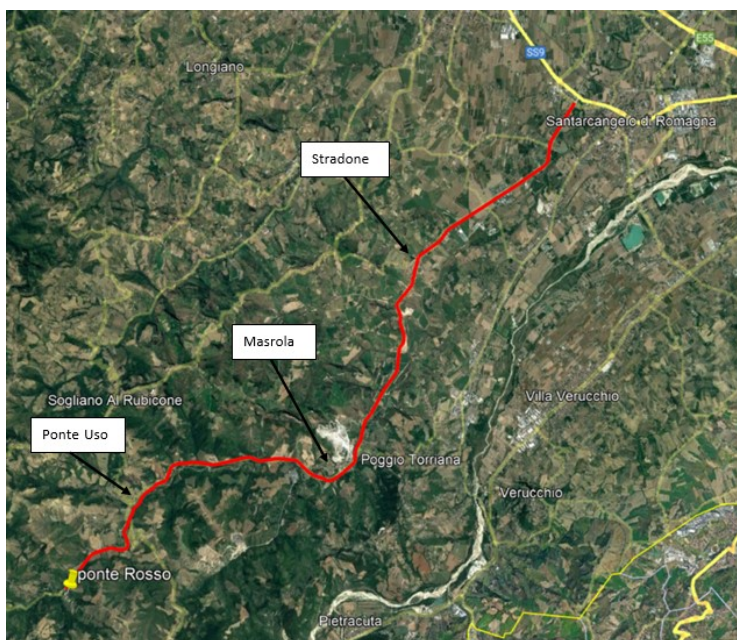 E55
SS9
Longiano
Santarcangelo di Romagna
Stradone
Masrola
Sogliano Al Rubicone
Villa Verucchio
Ponte Uso
Poggio Torriana
Verucchio
ponte Rosso
Pietracuta